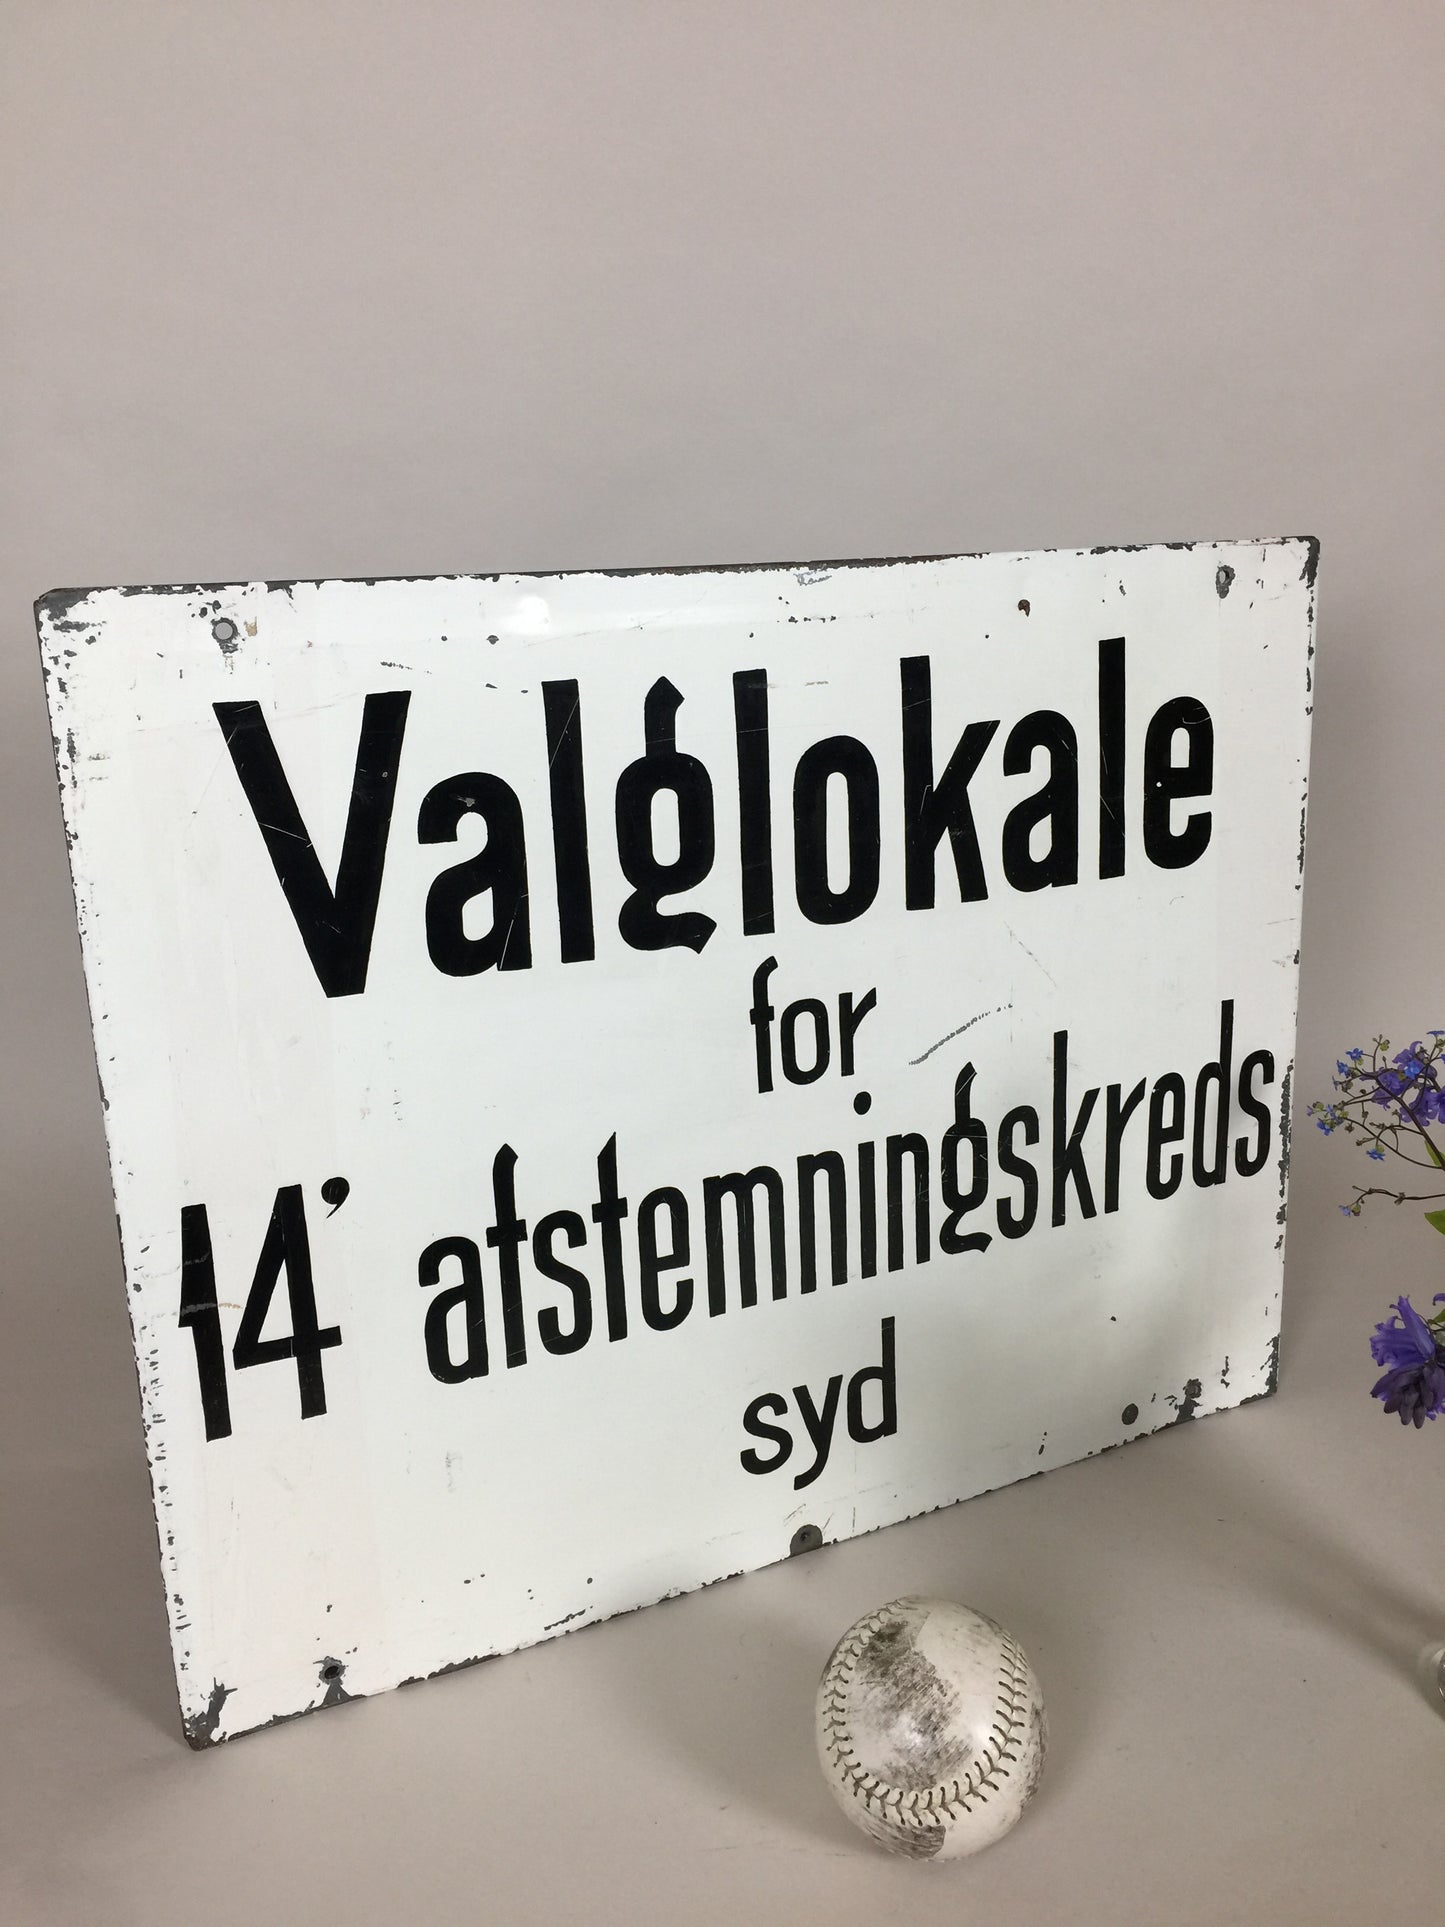 Valglokale
for
14' afstemningskreds
syd